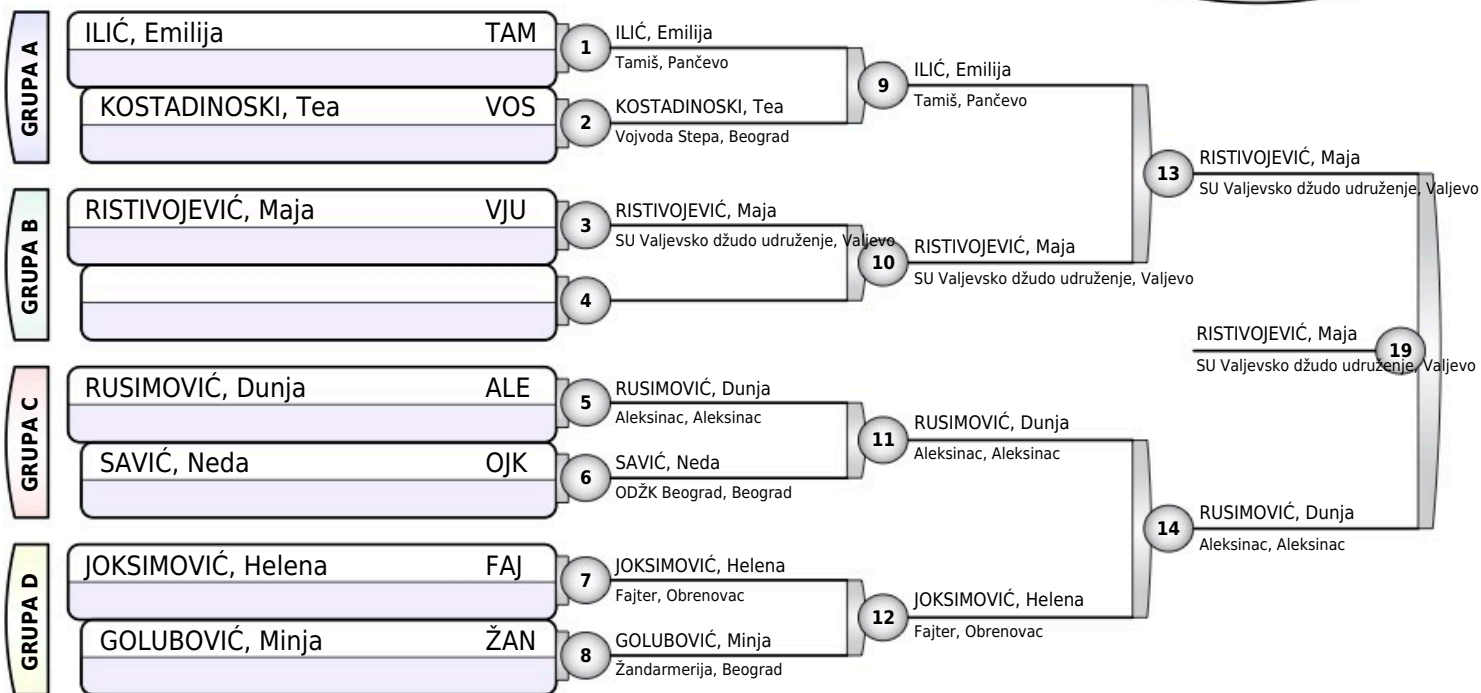 GRUPA A
ILIĆ, Emilija TAM
KOSTADINOSKI, Tea VOS
GRUPA B
RISTIVOJEVIĆ, Maja VJU
GRUPA C
RUSIMOVIĆ, Dunja ALE
SAVIĆ, Neda OJK
GRUPA D
JOKSIMOVIĆ, Helena FAJ
GOLUBOVIĆ, Minja ŽAN
1
ILIĆ, Emilija
Tamiš, Pančevo
2
KOSTADINOSKI, Tea
Vojvoda Stepa, Beograd
3
RISTIVOJEVIĆ, Maja
SU Valjevsko džudo udruženje, Valjevo
4
5
RUSIMOVIĆ, Dunja
Aleksinac, Aleksinac
6
SAVIĆ, Neda
ODŽK Beograd, Beograd
7
JOKSIMOVIĆ, Helena
Fajter, Obrenovac
8
GOLUBOVIĆ, Minja
Žandarmerija, Beograd
9
ILIĆ, Emilija
Tamiš, Pančevo
10
RISTIVOJEVIĆ, Maja
SU Valjevsko džudo udruženje, Valjevo
11
RUSIMOVIĆ, Dunja
Aleksinac, Aleksinac
12
JOKSIMOVIĆ, Helena
Fajter, Obrenovac
13
RISTIVOJEVIĆ, Maja
SU Valjevsko džudo udruženje, Valjevo
14
RUSIMOVIĆ, Dunja
Aleksinac, Aleksinac
RISTIVOJEVIĆ, Maja
19
SU Valjevsko džudo udruženje, Valjevo